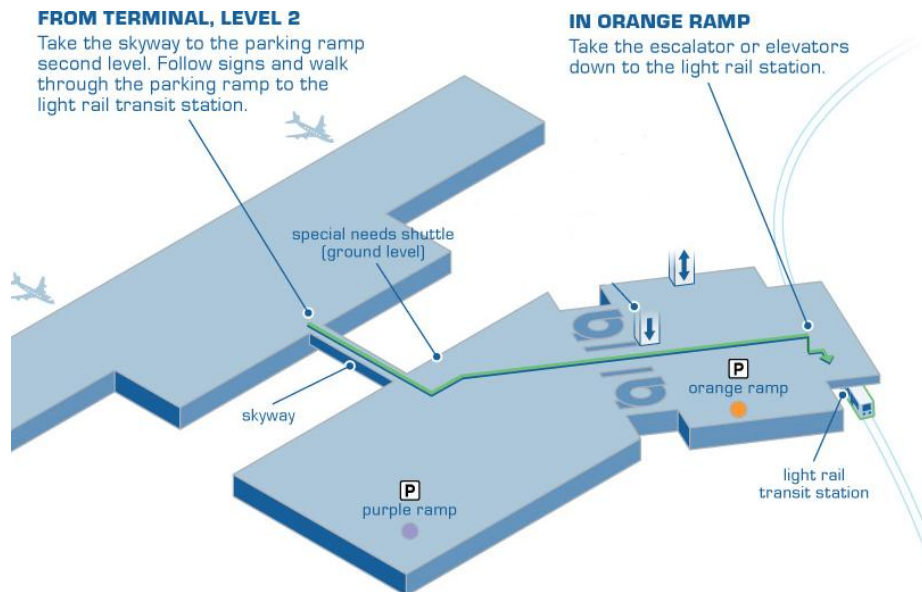 FROM TERMINAL, LEVEL 2
Take the skyway to the parking ramp
second level. Follow signs and walk
through the parking ramp to the
light rail transit station.
IN ORANGE RAMP
Take the escalator or elevators
down to the light rail station.
special needs shuttle
(ground level)
skyway
P
orange ramp
P
purple ramp
light rail
transit station